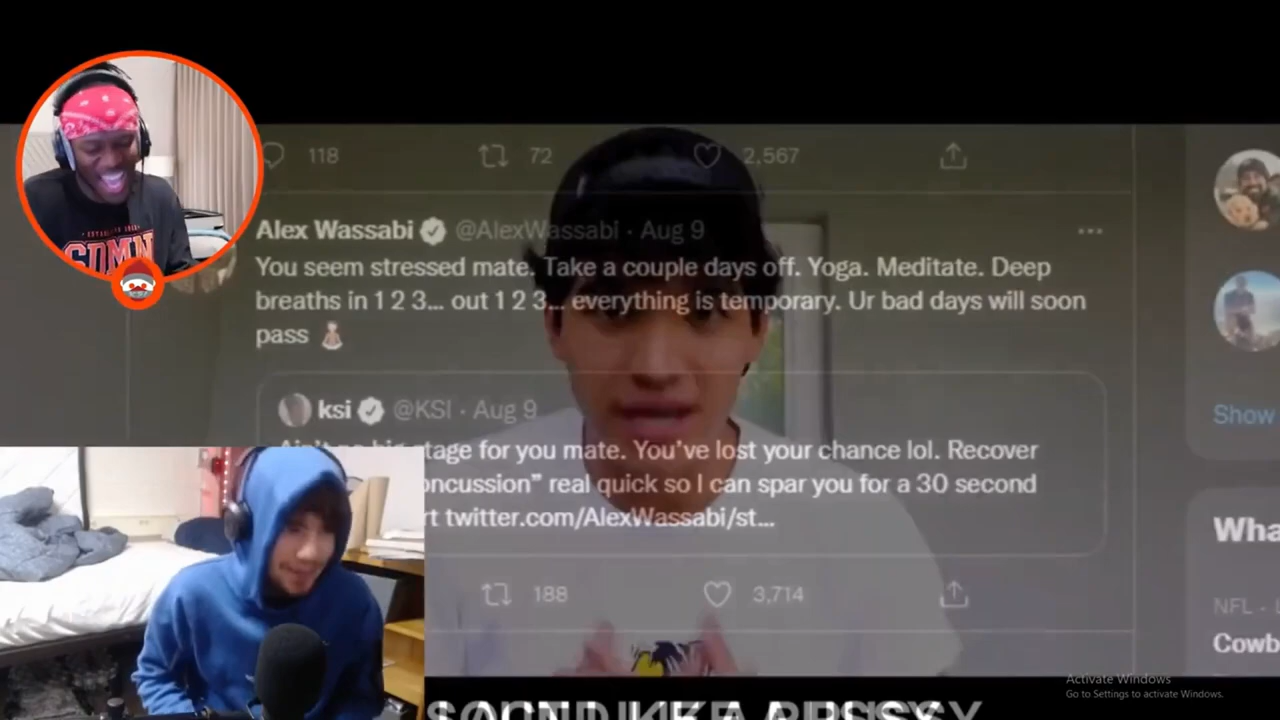 118 72 2,567
Alex Wassabi @AlexWassabi · Aug 9
You seem stressed mate. Take a couple days off. Yoga. Meditate. Deep
breaths in 1 2 3... out 1 2 3... everything is temporary. Ur bad days will soon
pass
ksi @KSI · Aug 9
big stage for you mate. You've lost your chance lol. Recover
oncussion” real quick so I can spar you for a 30 second
rt twitter.com/AlexWassabi/st...
188 3,714
SDMN
Show
Wha
NFL ·
Cowb
Activate Windows
Go to Settings to activate Windows.